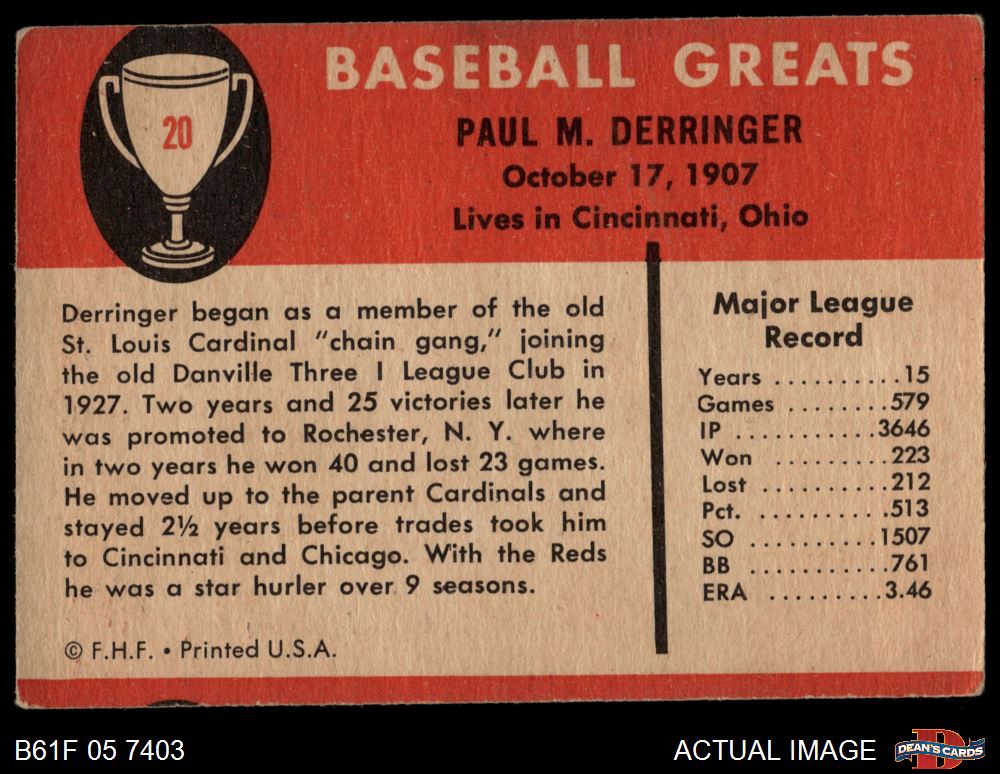 20
BASEBALL GREATS
PAUL M. DERRINGER
October 17, 1907
Lives in Cincinnati, Ohio
Derringer began as a member of the old
St. Louis Cardinal "chain gang," joining
the old Danville Three I League Club in
1927. Two years and 25 victories later he
was promoted to Rochester, N. Y. where
in two years he won 40 and lost 23 games.
He moved up to the parent Cardinals and
stayed 2½ years before trades took him
to Cincinnati and Chicago. With the Reds
he was a star hurler over 9 seasons.
© F.H.F. • Printed U.S.A.
Major League
Record
Years ..........15
Games ........579
IP ............3646
Won .........223
Lost ..........212
Pct. ..........513
SO ..........1507
BB ...........761
ERA .........3.46
B61F 05 7403
ACTUAL IMAGE
D
DEAN'S CARDS